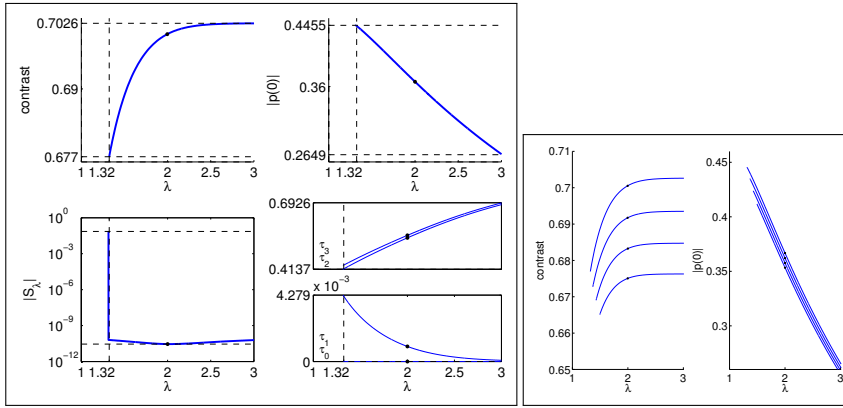 0.7026
0.69
0.677
contrast
1 1.32 2 2.5 3
λ
0.4455
0.36
0.2649
|p(0)|
1 1.32 2 2.5 3
λ
10^0
10^-3
10^-6
10^-9
10^-12
|S_λ|
1 1.32 2 2.5 3
λ
0.6926
τ_3
τ_2
0.4137
4.279 x 10^-3
τ_1
τ_0
0
1 1.32 2 2.5 3
λ
0.71
0.7
0.69
0.68
0.67
0.66
0.65
contrast
1 2 3
λ
0.45
0.4
0.35
0.3
|p(0)|
1 2 3
λ